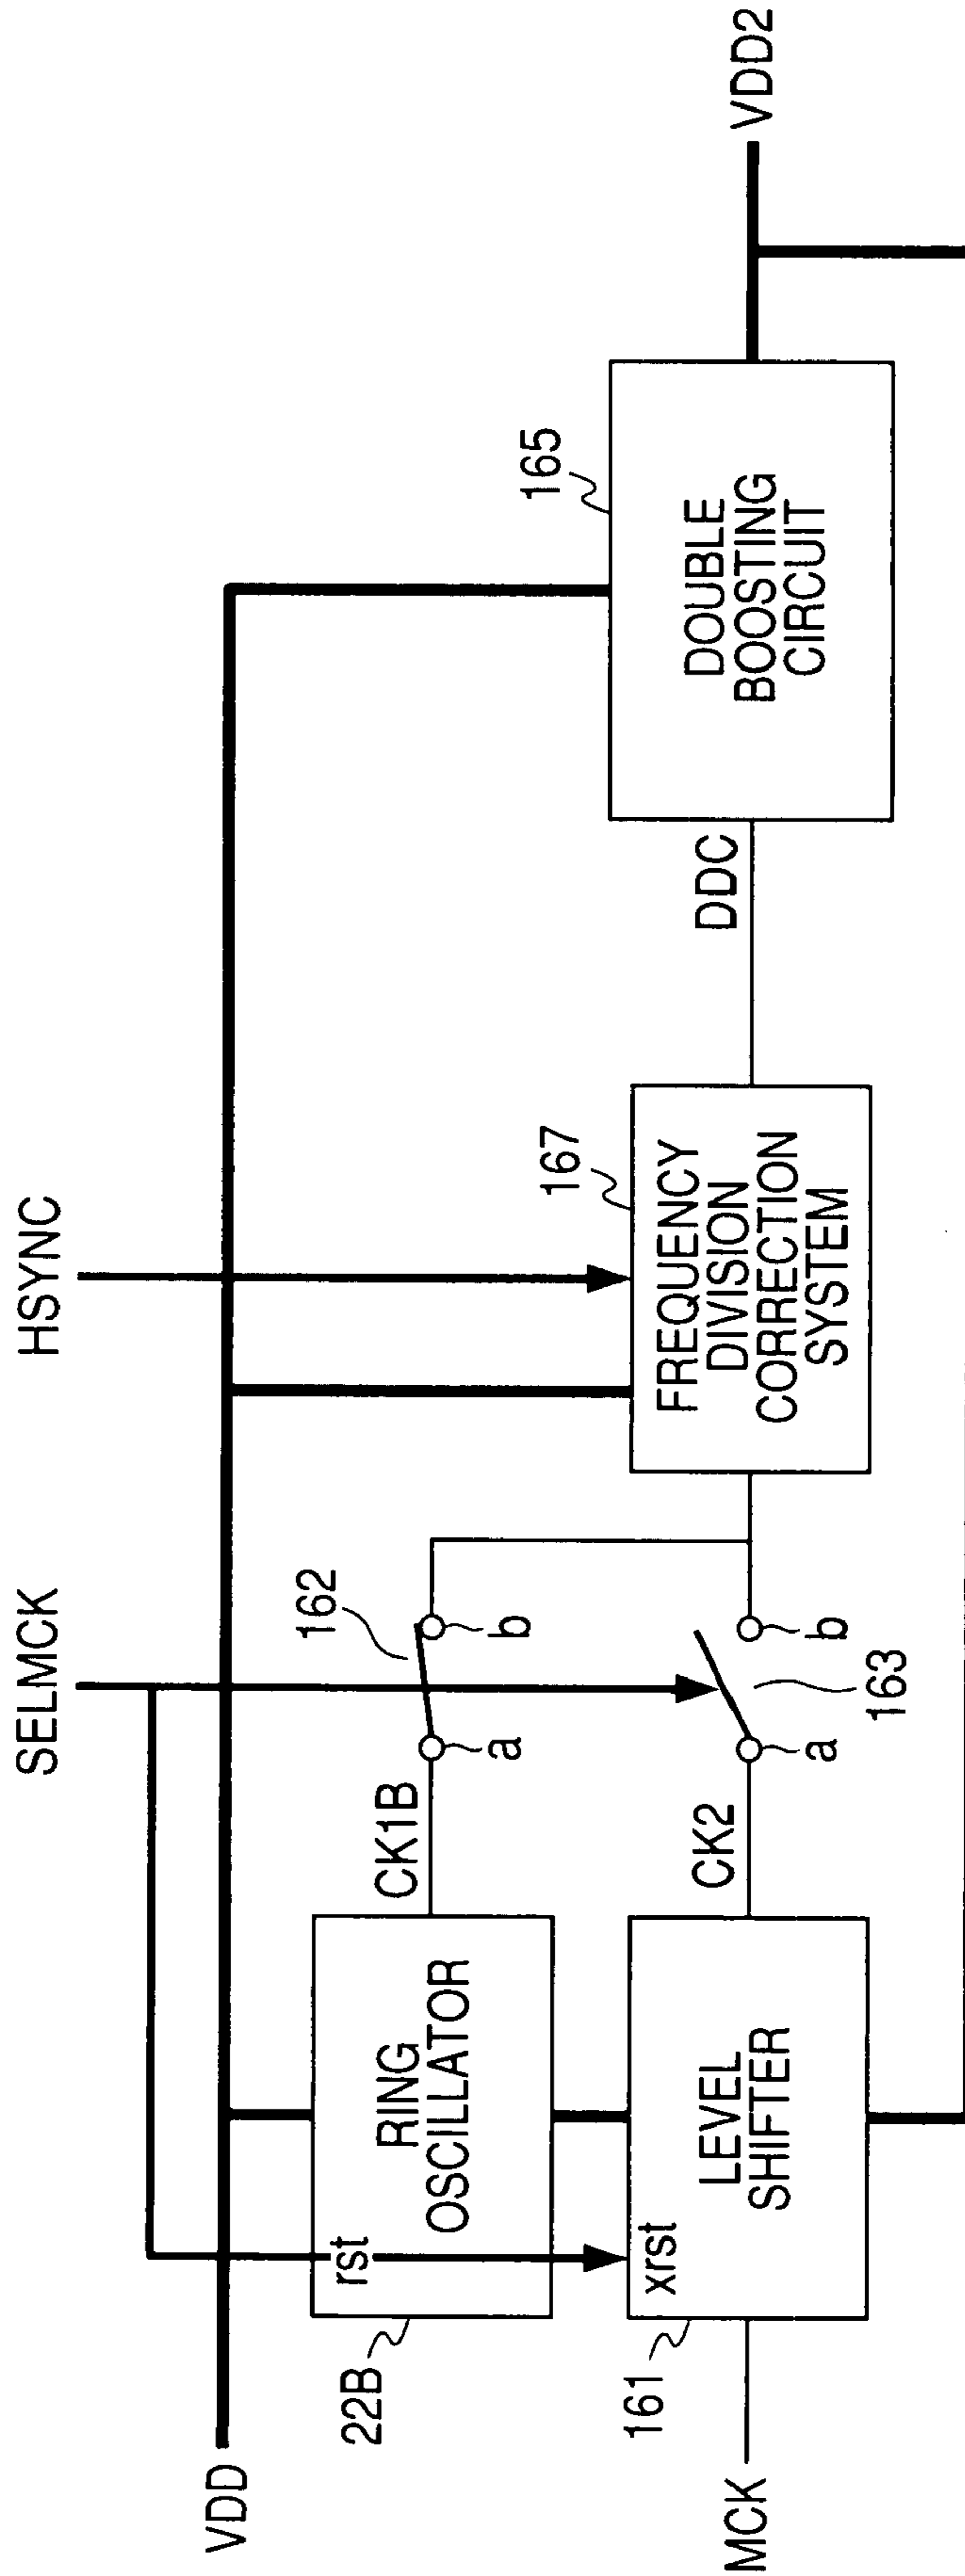 SELMCK
HSYNC
VDD
22B
rst
RING
OSCILLATOR
CK1B
162
a
b
167
FREQUENCY
DIVISION
CORRECTION
SYSTEM
165
DOUBLE
BOOSTING
CIRCUIT
DDC
VDD2
161
xrst
LEVEL
SHIFTER
MCK
CK2
a
b
163